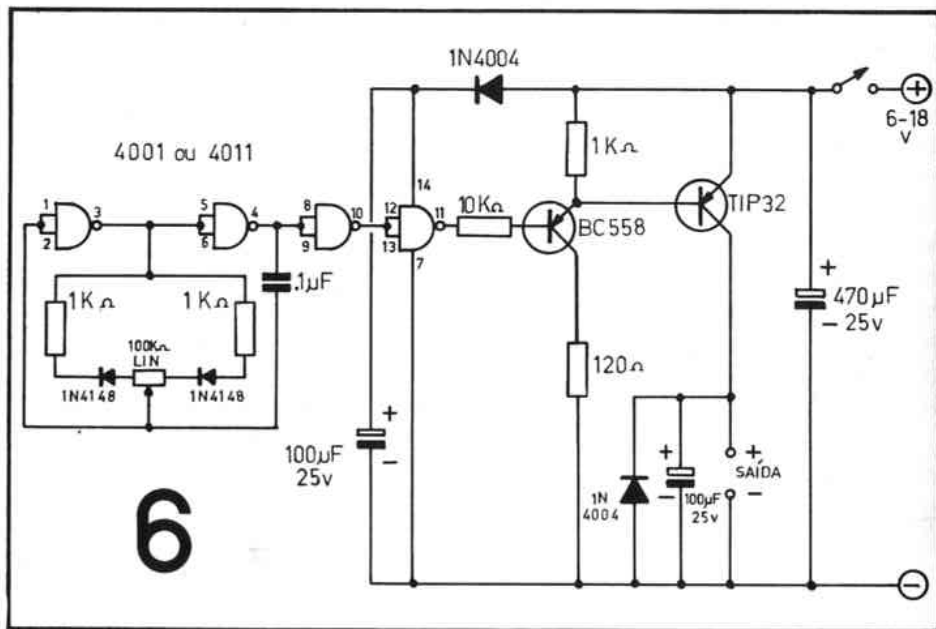 1N4004
6-18
V
4001 ou 4011
1KΩ
14
1
2
3
5
6
4
8
9
10
12
13
11
7
10KΩ
BC558
TIP32
.1µF
1KΩ
1KΩ
100KΩ
LIN
1N4148
1N4148
+
470µF
- 25v
120Ω
+
100µF
-
25v
+
-
100µF
25v
1N
4004
+
SAÍDA
-
6
+
-